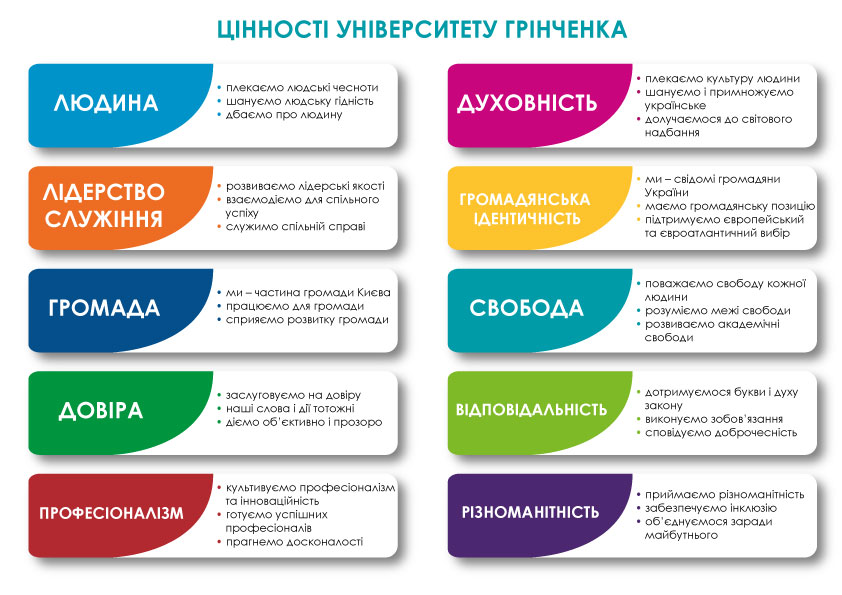 ЦІННОСТІ УНІВЕРСИТЕТУ ГРІНЧЕНКА
ЛЮДИНА
• плекаємо людські чесноти
• шануємо людську гідність
• дбаємо про людину
ЛІДЕРСТВО
СЛУЖІННЯ
• розвиваємо лідерські якості
• взаємодіємо для спільного
успіху
• служимо спільній справі
ГРОМАДА
• ми – частина громади Києва
• працюємо для громади
• сприяємо розвитку громади
ДОВІРА
• заслуговуємо на довіру
• наші слова і дії тотожні
• діємо об’єктивно і прозоро
ПРОФЕСІОНАЛІЗМ
• культивуємо професіоналізм
та інноваційність
• готуємо успішних
професіоналів
• прагнемо досконалості
ДУХОВНІСТЬ
• плекаємо культуру людини
• шануємо і примножуємо
українське
• долучаємося до світового
надбання
ГРОМАДЯНСЬКА
ІДЕНТИЧНІСТЬ
• ми – свідомі громадяни
України
• маємо громадянську позицію
• підтримуємо європейський
та євроатлантичний вибір
СВОБОДА
• поважаємо свободу кожної
людини
• розуміємо межі свободи
• розвиваємо академічні
свободи
ВІДПОВІДАЛЬНІСТЬ
• дотримуємося букви і духу
закону
• виконуємо зобов’язання
• сповідуємо доброчесність
РІЗНОМАНІТНІСТЬ
• приймаємо різноманітність
• забезпечуємо інклюзію
• об’єднуємося заради
майбутнього